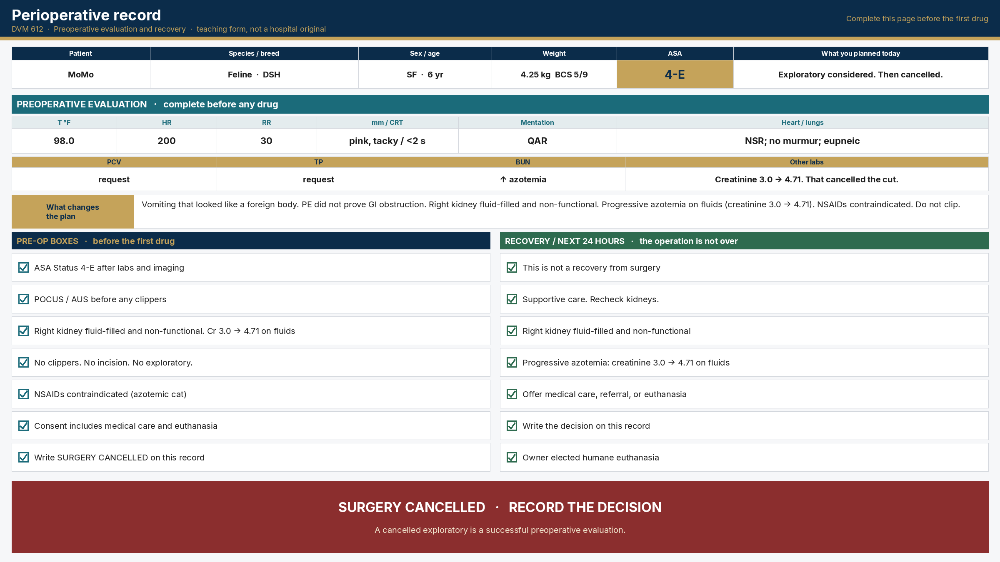 Perioperative record
DVM 612 · Preoperative evaluation and recovery · teaching form, not a hospital original
Complete this page before the first drug
Patient
Species / breed
Sex / age
Weight
ASA
What you planned today
MoMo
Feline · DSH
SF · 6 yr
4.25 kg BCS 5/9
4-E
Exploratory considered. Then cancelled.
PREOPERATIVE EVALUATION · complete before any drug
T °F
HR
RR
mm / CRT
Mentation
Heart / lungs
98.0
200
30
pink, tacky / <2 s
QAR
NSR; no murmur; eupneic
PCV
TP
BUN
Other labs
request
request
↑ azotemia
Creatinine 3.0 → 4.71. That cancelled the cut.
What changes
the plan
Vomiting that looked like a foreign body. PE did not prove GI obstruction. Right kidney fluid-filled and non-functional. Progressive azotemia on fluids (creatinine 3.0 → 4.71). NSAIDs contraindicated. Do not clip.
PRE-OP BOXES · before the first drug
ASA Status 4-E after labs and imaging
POCUS / AUS before any clippers
Right kidney fluid-filled and non-functional. Cr 3.0 → 4.71 on fluids
No clippers. No incision. No exploratory.
NSAIDs contraindicated (azotemic cat)
Consent includes medical care and euthanasia
Write SURGERY CANCELLED on this record
RECOVERY / NEXT 24 HOURS · the operation is not over
This is not a recovery from surgery
Supportive care. Recheck kidneys.
Right kidney fluid-filled and non-functional
Progressive azotemia: creatinine 3.0 → 4.71 on fluids
Offer medical care, referral, or euthanasia
Write the decision on this record
Owner elected humane euthanasia
SURGERY CANCELLED · RECORD THE DECISION
A cancelled exploratory is a successful preoperative evaluation.